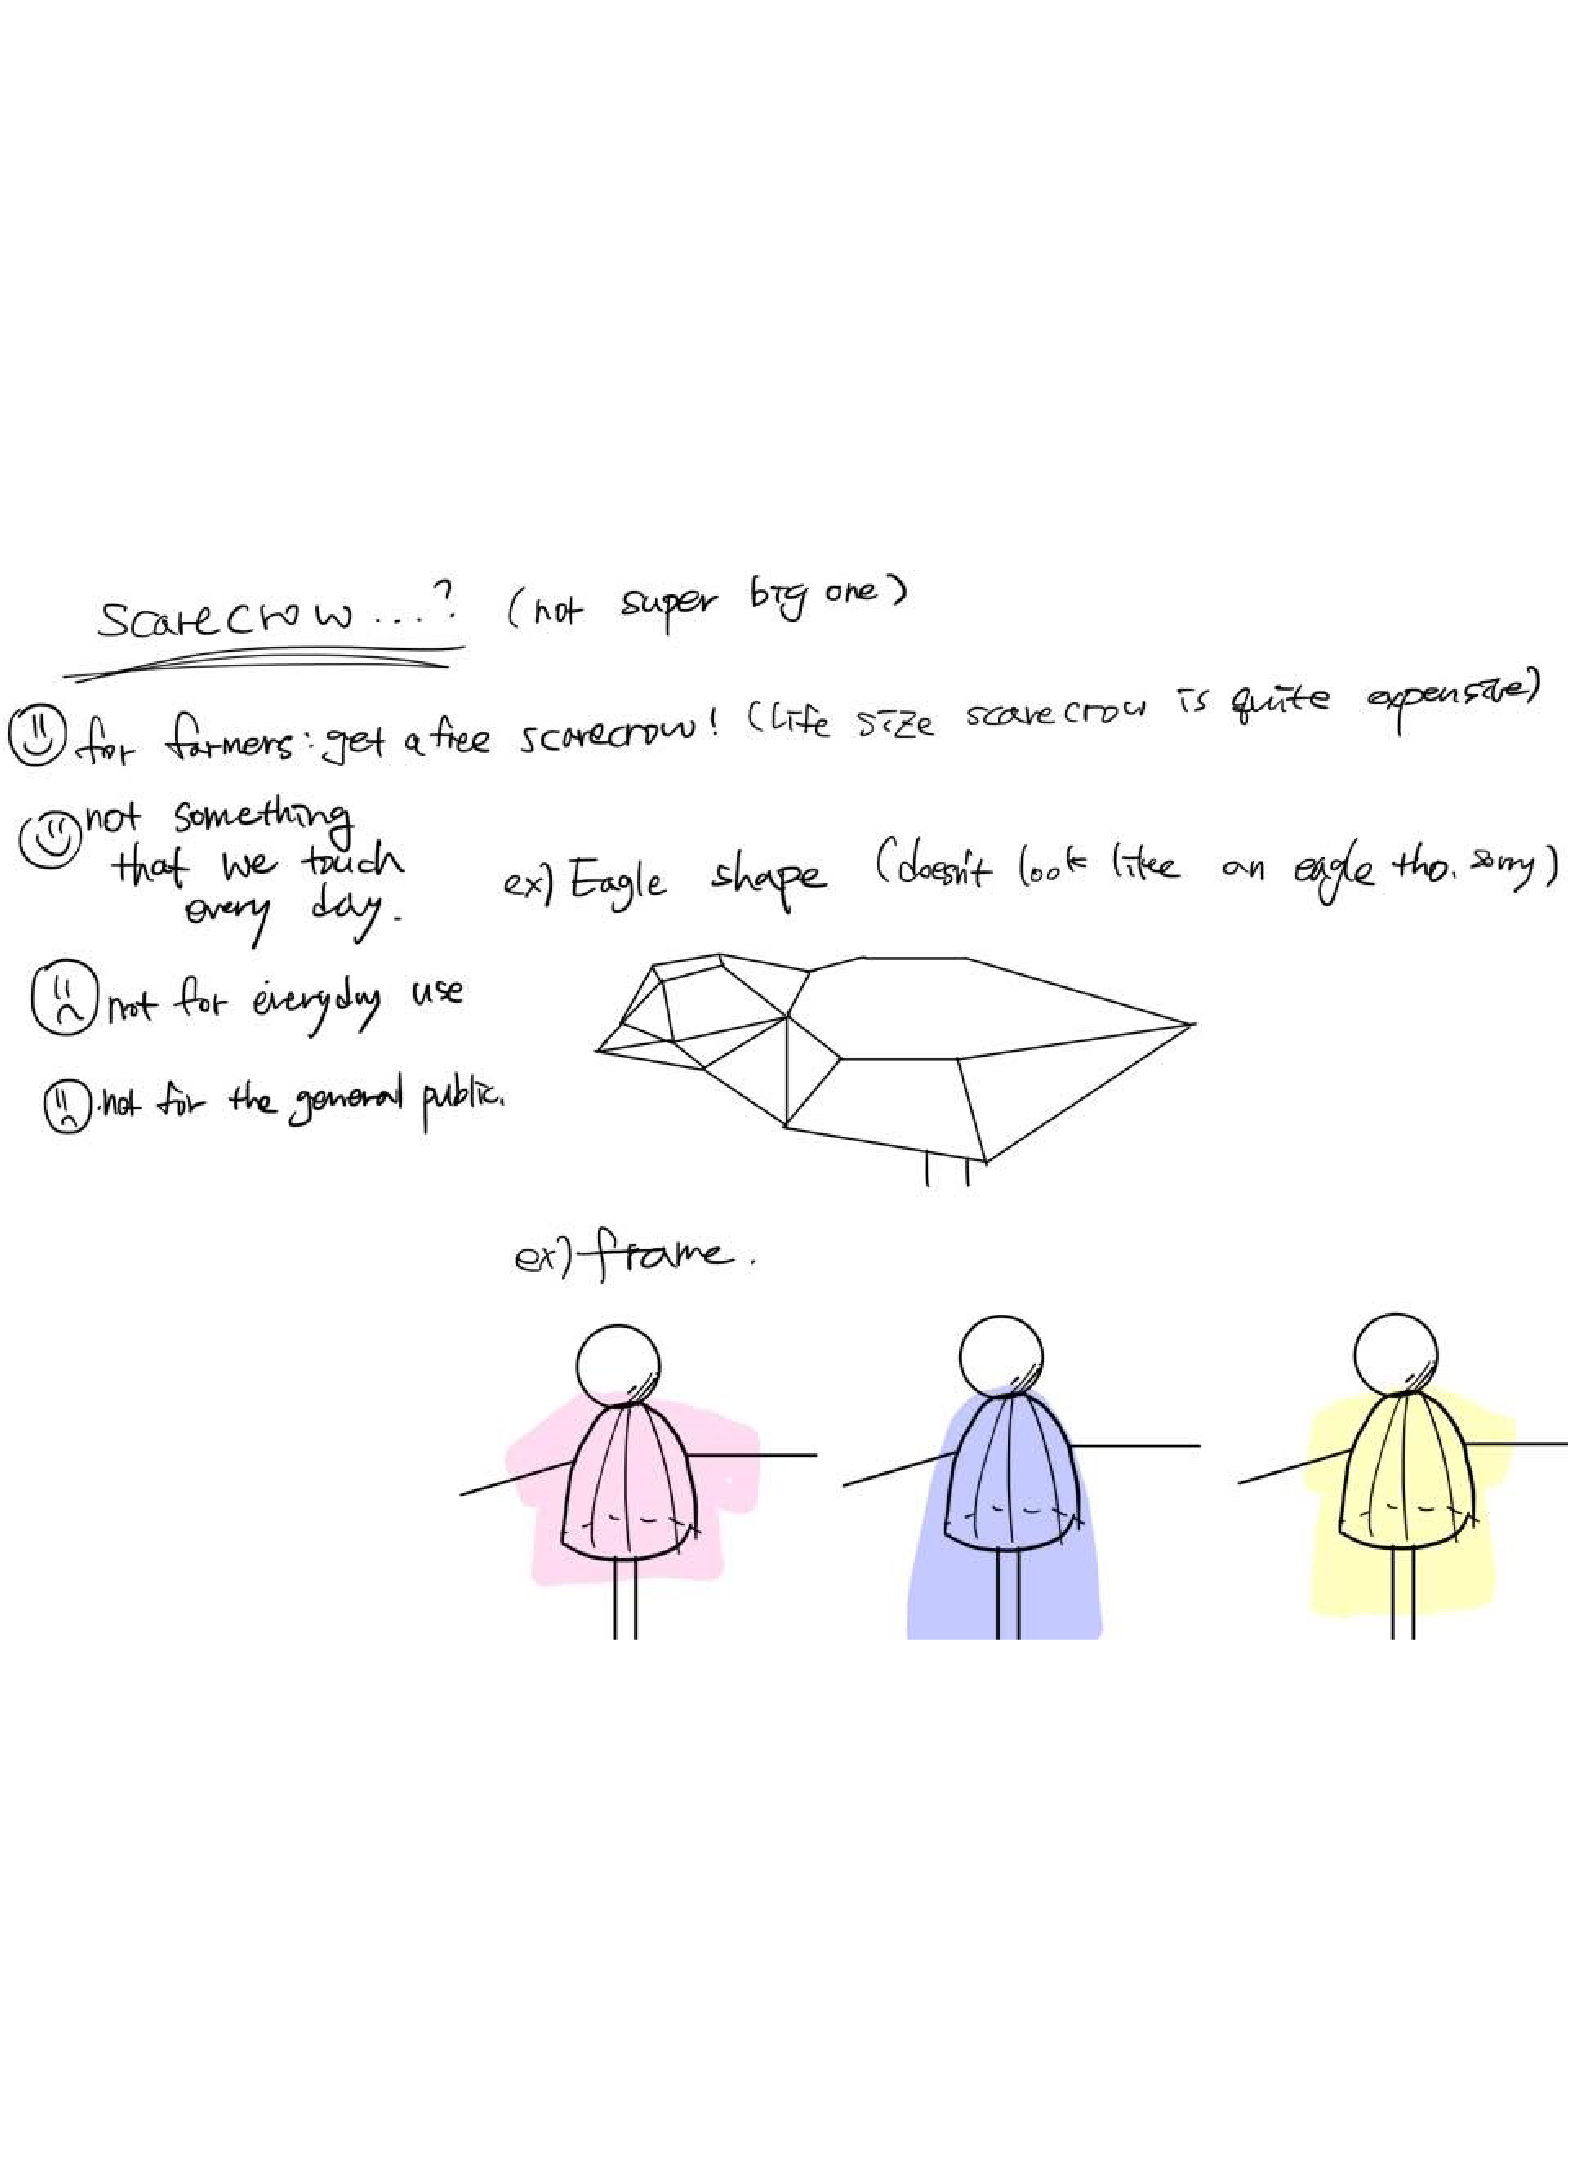 scarecrow...? (not super big one)
for farmers: get a free scarecrow! (life size scarecrow is quite expensive)
not something
that we touch
every day.
ex) Eagle shape (doesn't look like an eagle tho. sorry)
not for everyday use
not for the general public.
ex) frame.